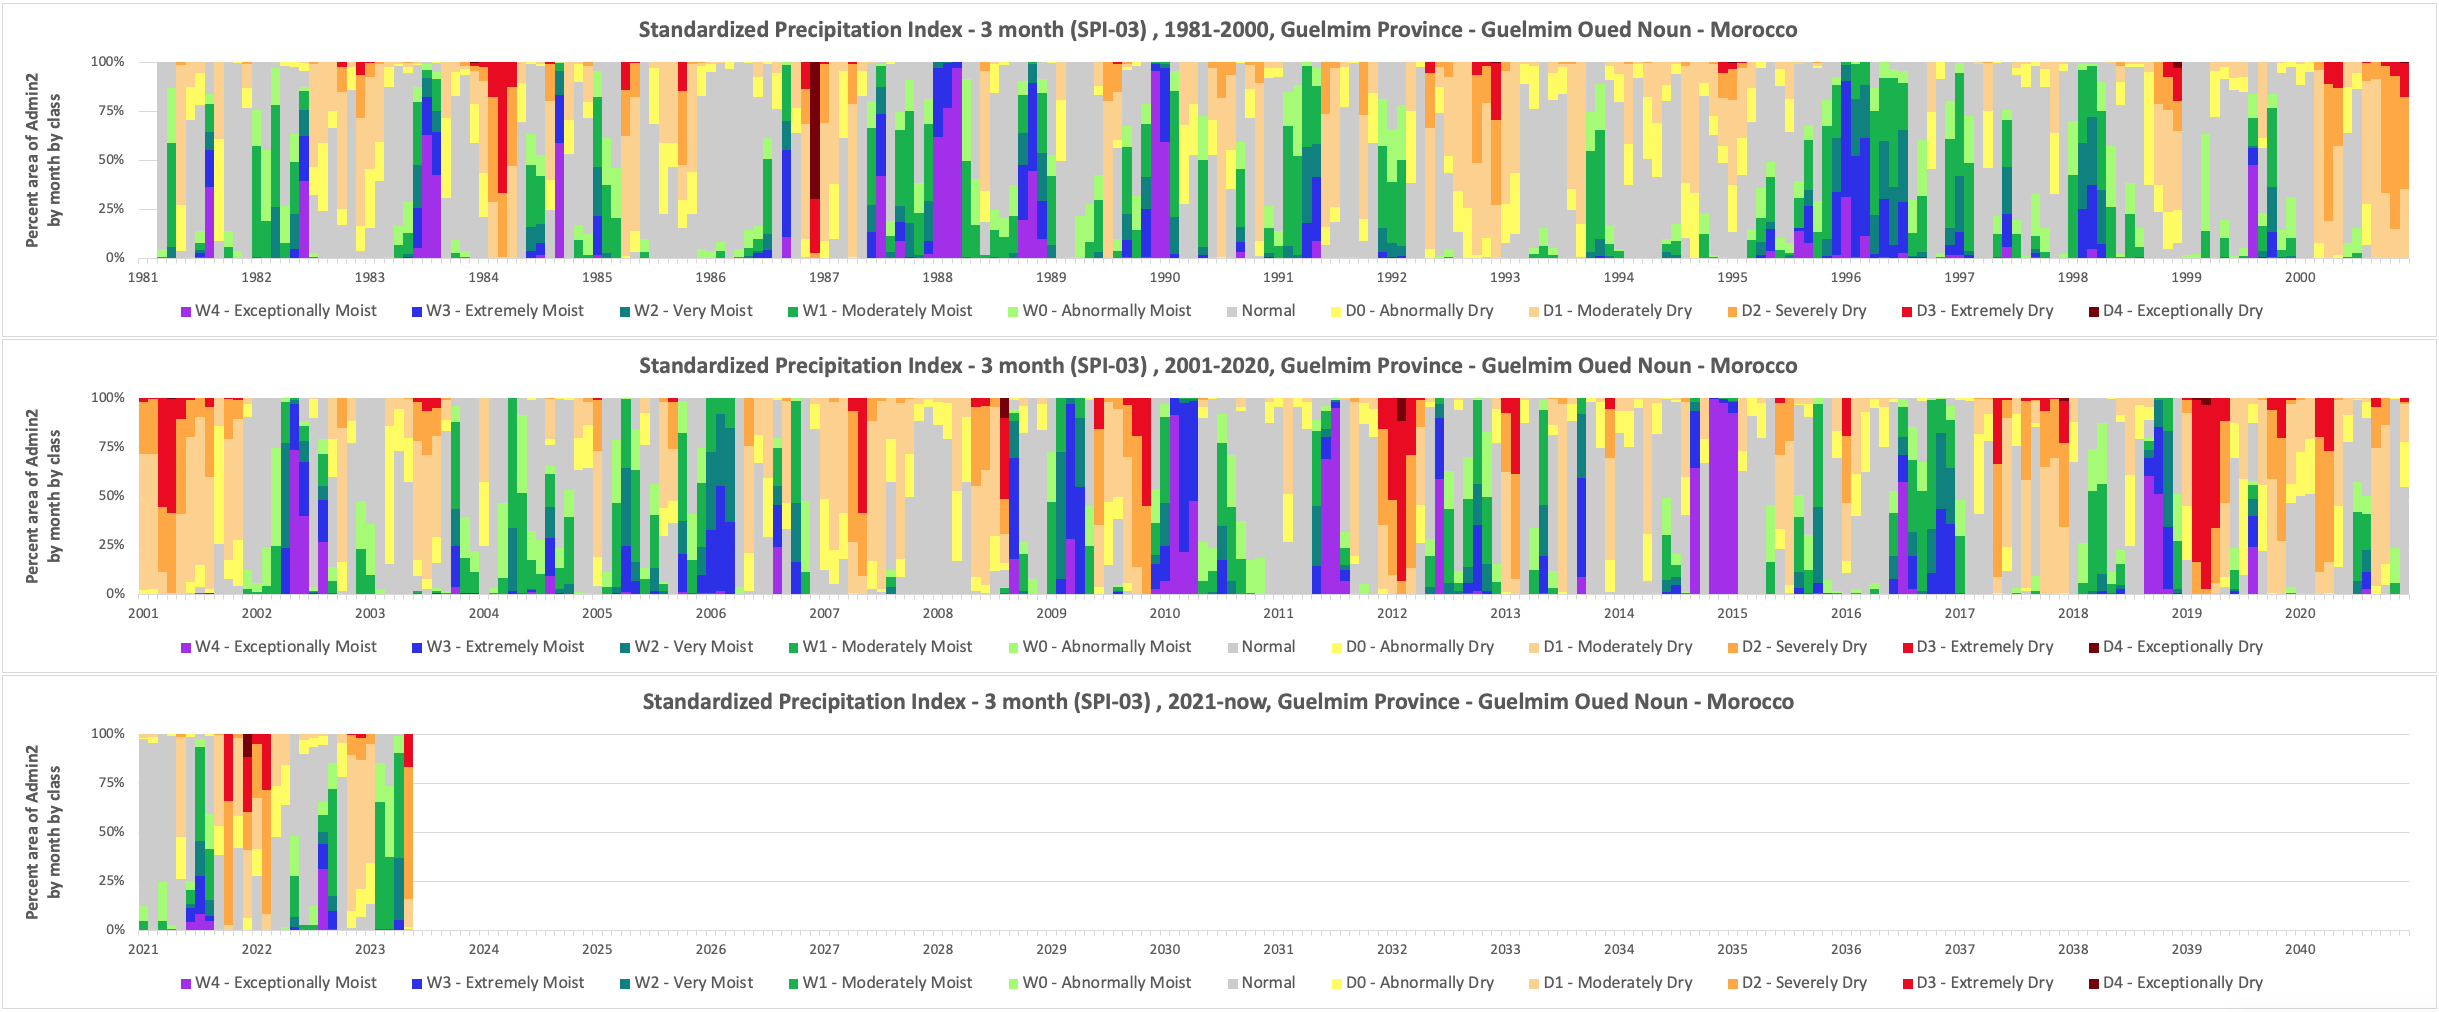 Standardized Precipitation Index - 3 month (SPI-03) , 1981-2000, Guelmim Province - Guelmim Oued Noun - Morocco
Percent area of Admin2
by month by class
100%
75%
50%
25%
0%
1981 1982 1983 1984 1985 1986 1987 1988 1989 1990 1991 1992 1993 1994 1995 1996 1997 1998 1999 2000
W4 - Exceptionally Moist W3 - Extremely Moist W2 - Very Moist W1 - Moderately Moist W0 - Abnormally Moist Normal D0 - Abnormally Dry D1 - Moderately Dry D2 - Severely Dry D3 - Extremely Dry D4 - Exceptionally Dry
Standardized Precipitation Index - 3 month (SPI-03) , 2001-2020, Guelmim Province - Guelmim Oued Noun - Morocco
Percent area of Admin2
by month by class
100%
75%
50%
25%
0%
2001 2002 2003 2004 2005 2006 2007 2008 2009 2010 2011 2012 2013 2014 2015 2016 2017 2018 2019 2020
W4 - Exceptionally Moist W3 - Extremely Moist W2 - Very Moist W1 - Moderately Moist W0 - Abnormally Moist Normal D0 - Abnormally Dry D1 - Moderately Dry D2 - Severely Dry D3 - Extremely Dry D4 - Exceptionally Dry
Standardized Precipitation Index - 3 month (SPI-03) , 2021-now, Guelmim Province - Guelmim Oued Noun - Morocco
Percent area of Admin2
by month by class
100%
75%
50%
25%
0%
2021 2022 2023 2024 2025 2026 2027 2028 2029 2030 2031 2032 2033 2034 2035 2036 2037 2038 2039 2040
W4 - Exceptionally Moist W3 - Extremely Moist W2 - Very Moist W1 - Moderately Moist W0 - Abnormally Moist Normal D0 - Abnormally Dry D1 - Moderately Dry D2 - Severely Dry D3 - Extremely Dry D4 - Exceptionally Dry